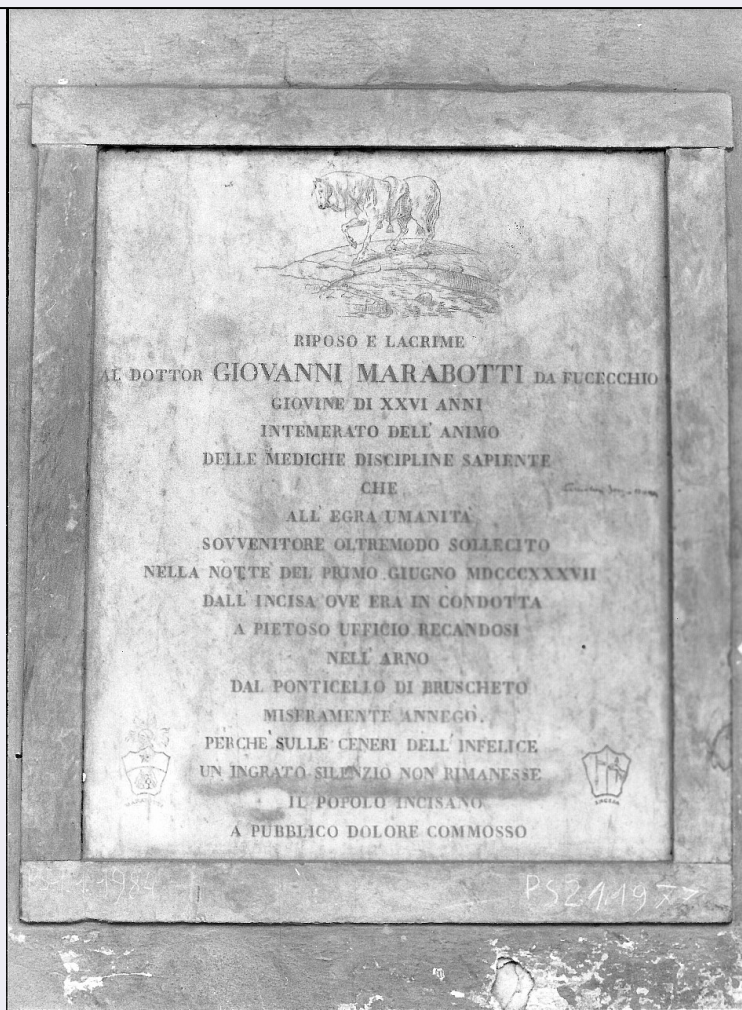 RIPOSO E LACRIME
AL DOTTOR GIOVANNI MARABOTTI DA FUCECCHIO
GIOVINE DI XXVI ANNI
INTEMERATO DELL' ANIMO
DELLE MEDICHE DISCIPLINE SAPIENTE
CHE
ALL' EGRA UMANITA'
SOVVENITORE OLTREMODO SOLLECITO
NELLA NOTTE DEL PRIMO GIUGNO MDCCCXXXVII
DALL' INCISA OVE ERA IN CONDOTTA
A PIETOSO UFFICIO RECANDOSI
NELL' ARNO
DAL PONTICELLO DI BRUSCHETO
MISERAMENTE ANNEGO'.
PERCHE' SULLE CENERI DELL' INFELICE
UN INGRATO SILENZIO NON RIMANESSE
IL POPOLO INCISANO
A PUBBLICO DOLORE COMMOSSO
MARABOTTI
INCISA
1984